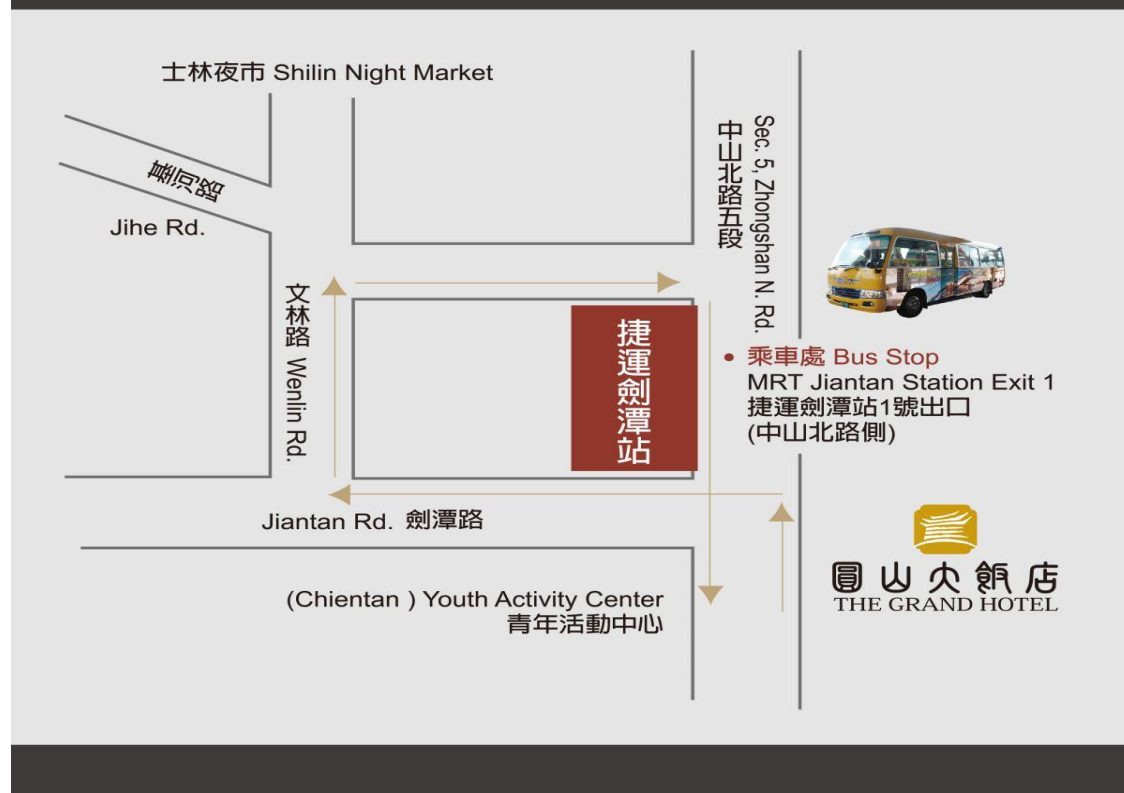 士林夜市 Shilin Night Market
基河路
Jihe Rd.
文林路 Wenlin Rd.
Sec. 5, Zhongshan N. Rd.
中山北路五段
捷運劍潭站
乘車處 Bus Stop
MRT Jiantan Station Exit 1
捷運劍潭站1號出口
(中山北路側)
Jiantan Rd. 劍潭路
(Chientan ) Youth Activity Center
青年活動中心
圓山大飯店
THE GRAND HOTEL